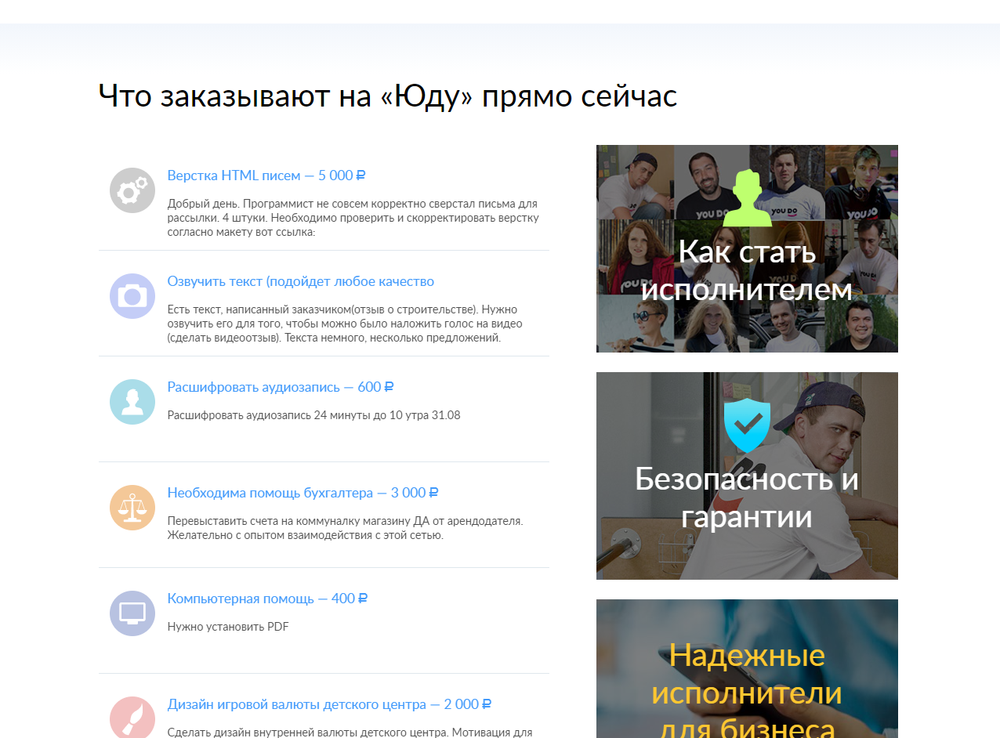 Что заказывают на «Юду» прямо сейчас
Верстка HTML писем — 5 000 ₽
Добрый день. Программист не совсем корректно сверстал письма для
рассылки. 4 штуки. Необходимо проверить и скорректировать верстку
согласно макету вот ссылка:
Озвучить текст (подойдет любое качество
Есть текст, написанный заказчиком(отзыв о строительстве). Нужно
озвучить его для того, чтобы можно было наложить голос на видео
(сделать видеоотзыв). Текста немного, несколько предложений.
Расшифровать аудиозапись — 600 ₽
Расшифровать аудиозапись 24 минуты до 10 утра 31.08
Необходима помощь бухгалтера — 3 000 ₽
Перевыставить счета на коммуналку магазину ДА от арендодателя.
Желательно с опытом взаимодействия с этой сетью.
Компьютерная помощь — 400 ₽
Нужно установить PDF
Дизайн игровой валюты детского центра — 2 000 ₽
Сделать дизайн внутренней валюты детского центра. Мотивация для
YOU DO
YOU DO
YOU DO
Как стать
исполнителем
Безопасность и
гарантии
Надежные
исполнители
для бизнеса